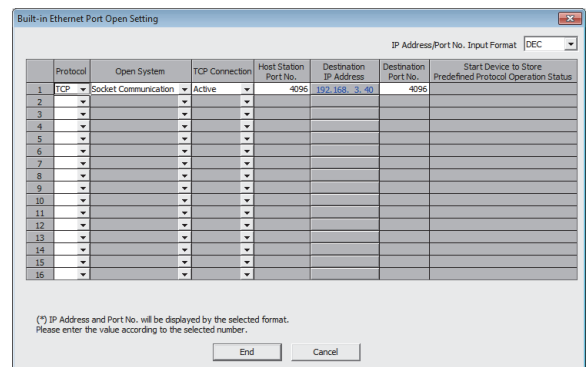 Built-in Ethernet Port Open Setting
IP Address/Port No. Input Format DEC
Protocol Open System TCP Connection Host Station Port No. Destination IP Address Destination Port No. Start Device to Store Predefined Protocol Operation Status
1 TCP Socket Communication Active 4096 192.168. 3. 40 4096
2
3
4
5
6
7
8
9
10
11
12
13
14
15
16
(*) IP Address and Port No. will be displayed by the selected format.
Please enter the value according to the selected number.
End Cancel